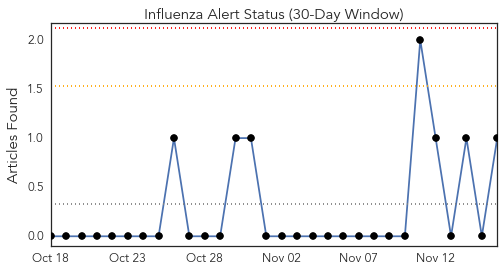 Influenza Alert Status (30-Day Window)
Articles Found
2.0
1.5
1.0
0.5
0.0
Oct 18 Oct 23 Oct 28 Nov 02 Nov 07 Nov 12